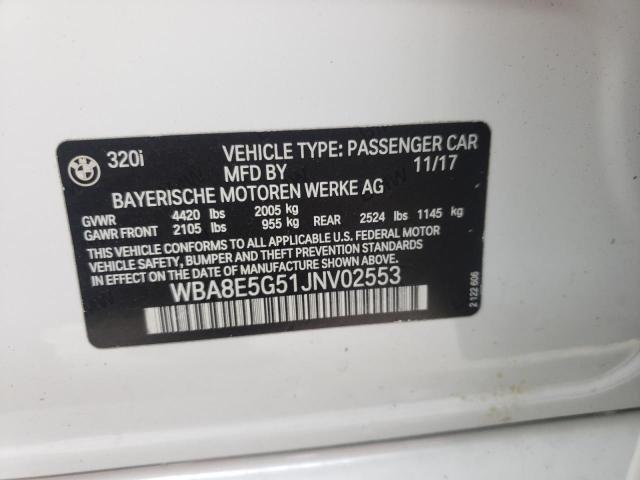 320i VEHICLE TYPE: PASSENGER CAR
MFD BY 11/17
BAYERISCHE MOTOREN WERKE AG
GVWR 4420 lbs 2005 kg
GAWR FRONT 2105 lbs 955 kg REAR 2524 lbs 1145 kg
THIS VEHICLE CONFORMS TO ALL APPLICABLE U.S. FEDERAL MOTOR
VEHICLE SAFETY, BUMPER AND THEFT PREVENTION STANDARDS
IN EFFECT ON THE DATE OF MANUFACTURE SHOWN ABOVE.
WBA8E5G51JNV02553
2 122 606